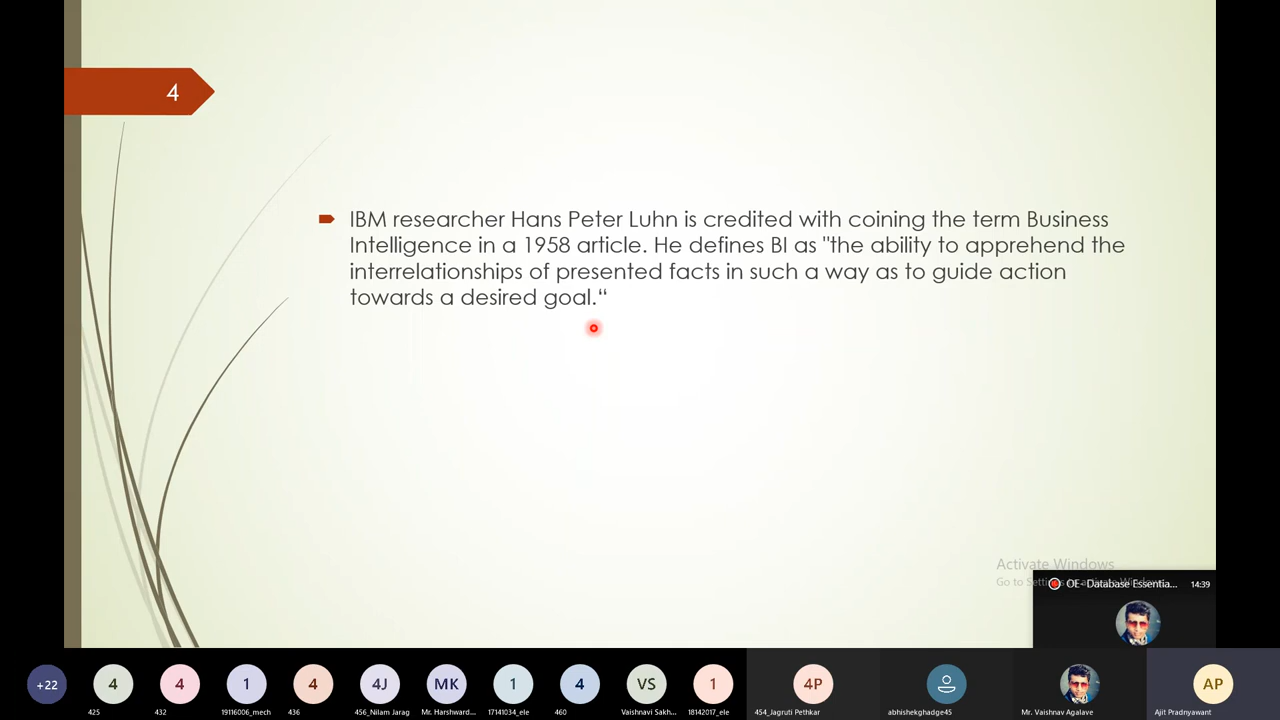 4
IBM researcher Hans Peter Luhn is credited with coining the term Business
Intelligence in a 1958 article. He defines BI as "the ability to apprehend the
interrelationships of presented facts in such a way as to guide action
towards a desired goal.“
Activate Windows
Go to
OE- Database Essentia...
14:39
+22
4
4
1
4
4J
MK
1
4
VS
1
4P
AP
425
432
19116006_mech
436
456_Nilam Jarag
Mr. Harshward...
17141034_ele
460
Vaishnavi Sakh...
18142017_ele
454_Jagruti Pethkar
abhishekghadge45
Mr. Vaishnav Agalave
Ajit Pradnyawant